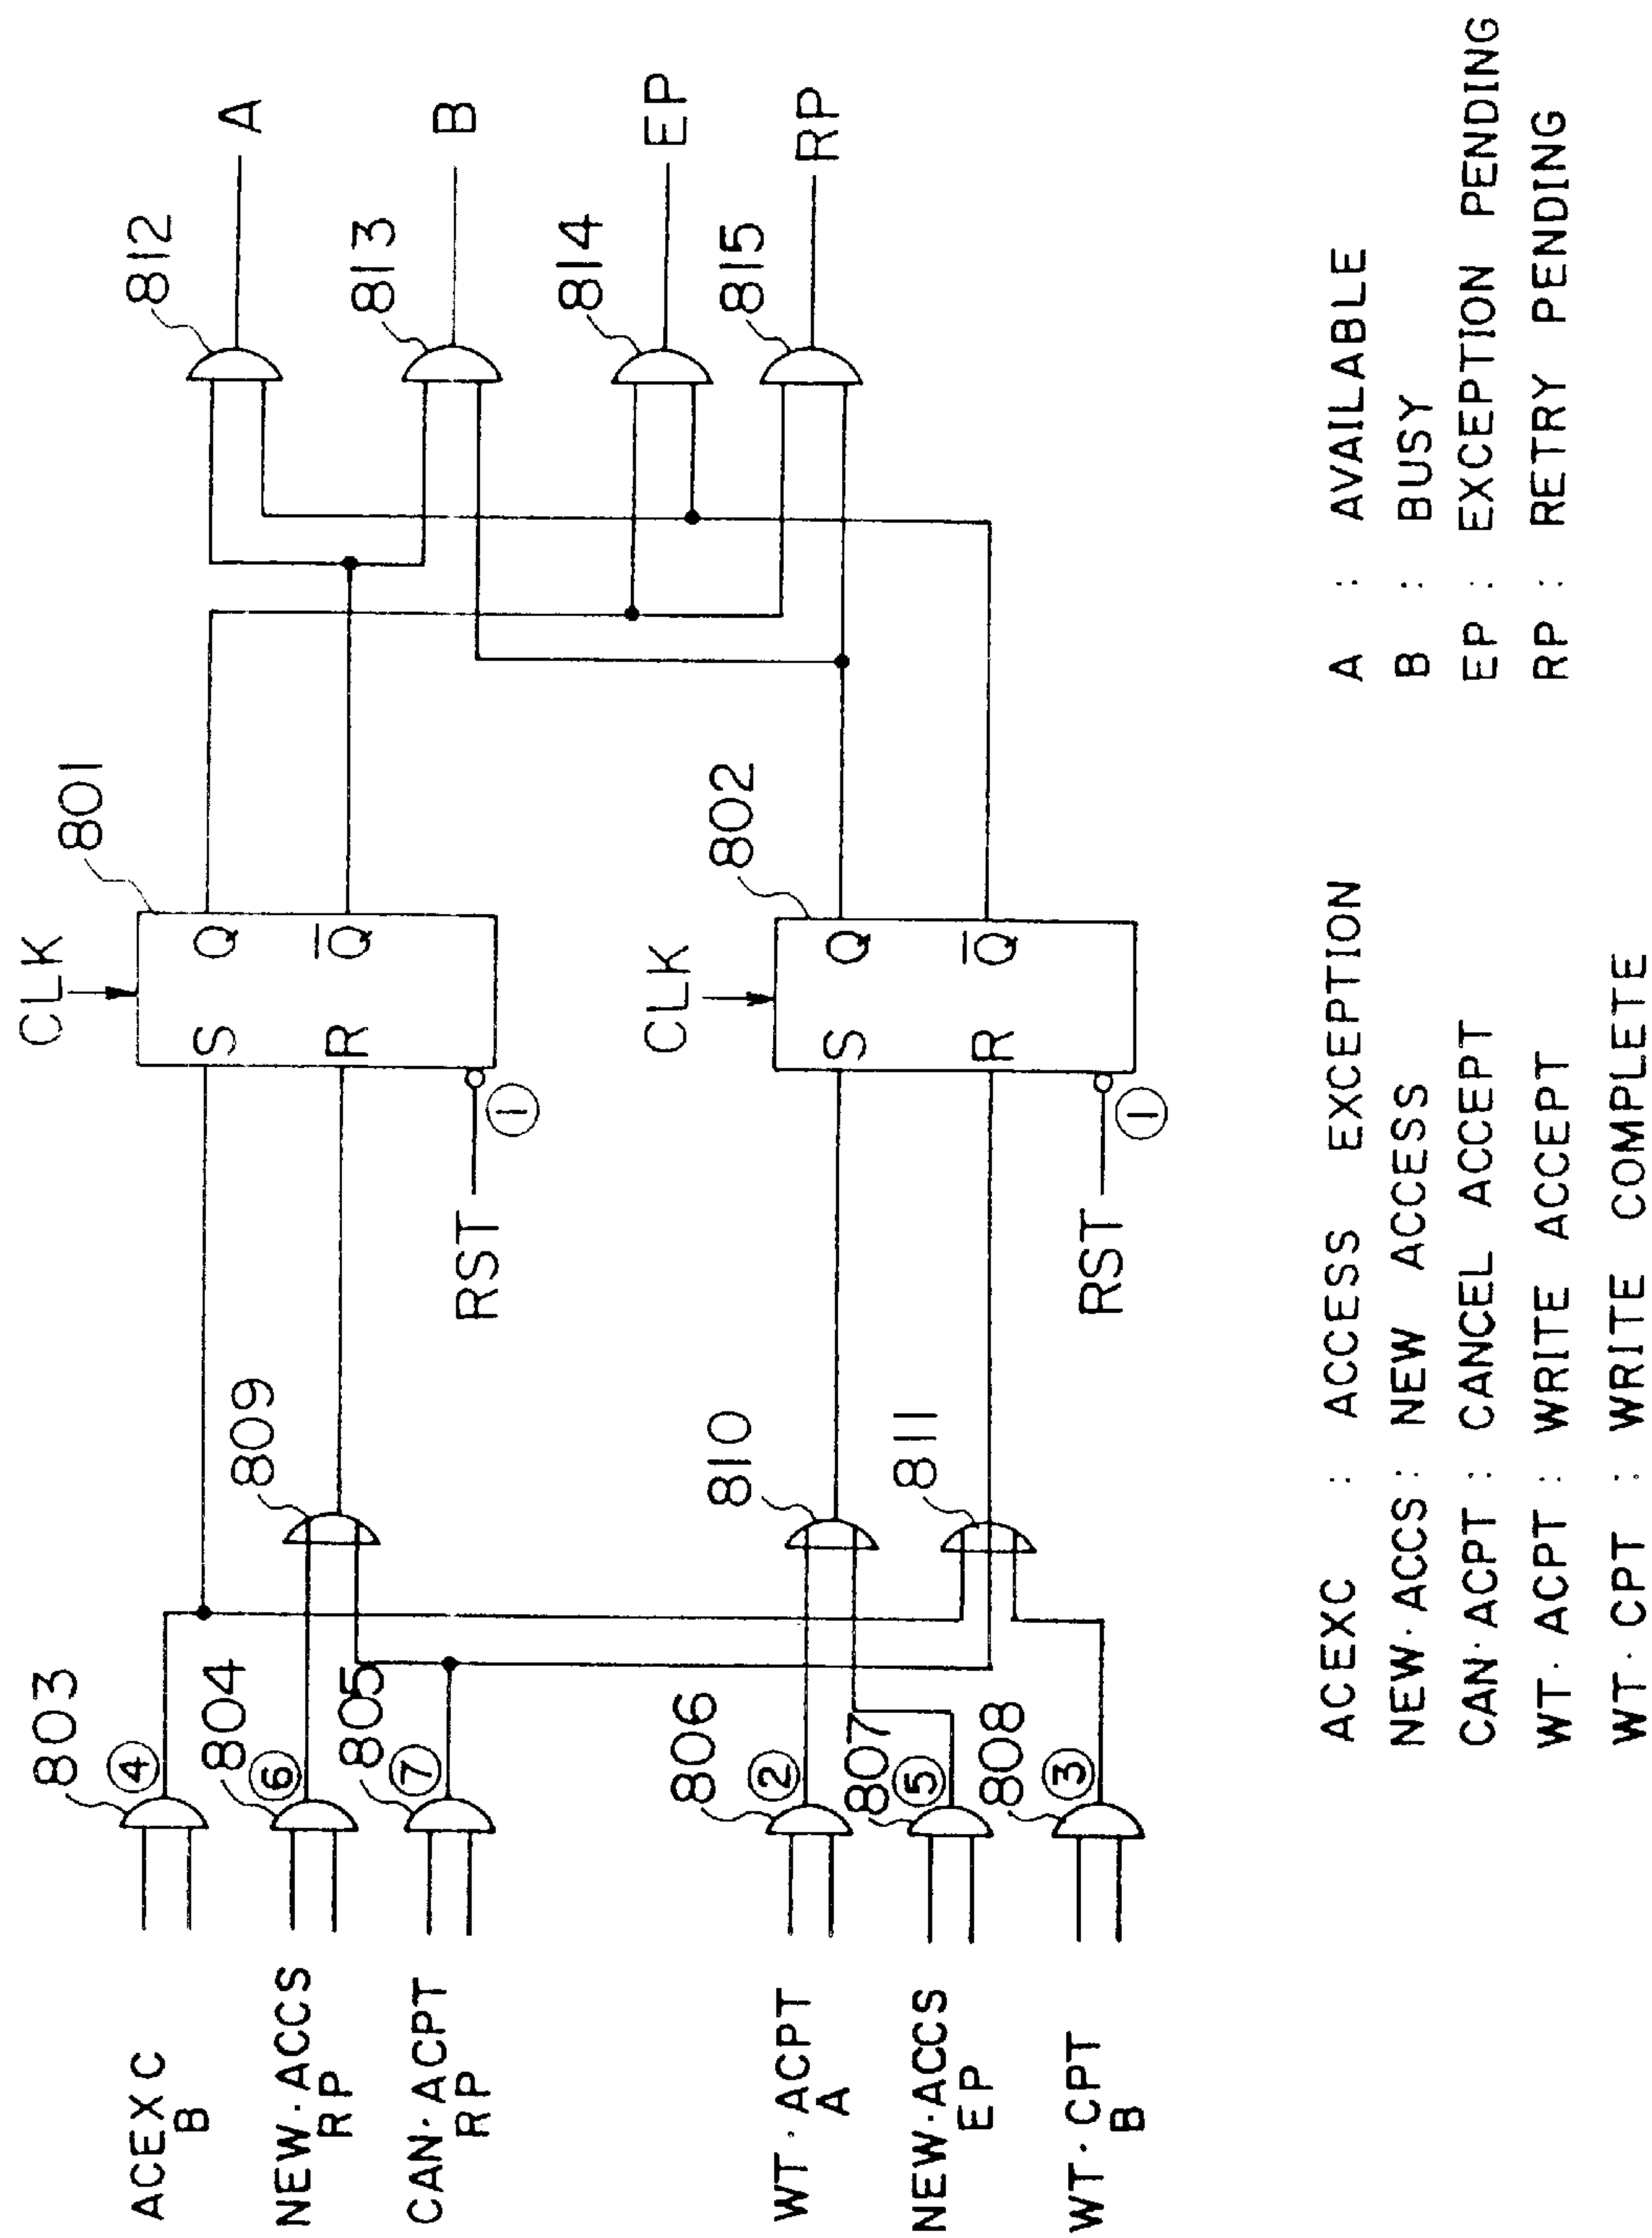 ACEXC
B
NEW·ACCS
RP
CAN·ACPT
RP
WT·ACPT
A
NEW·ACCS
EP
WT·CPT
B
803
④
804
⑥
805
⑦
806
②
807
⑤
808
③
809
810
811
CLK
801
S
Q
R
Q̅
RST
①
CLK
802
S
Q
R
Q̅
RST
①
812
A
813
B
814
EP
815
RP
ACEXC : ACCESS EXCEPTION
NEW·ACCS : NEW ACCESS
CAN·ACPT : CANCEL ACCEPT
WT·ACPT : WRITE ACCEPT
WT·CPT : WRITE COMPLETE
A : AVAILABLE
B : BUSY
EP : EXCEPTION PENDING
RP : RETRY PENDING